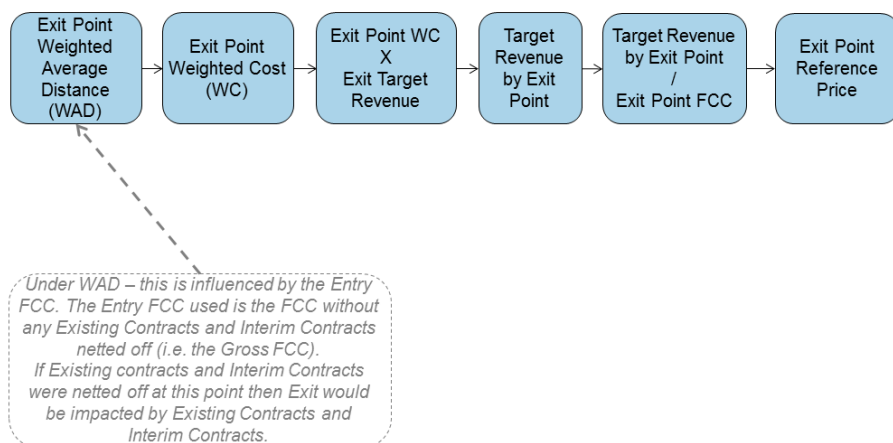 Exit Point
Weighted
Average
Distance
(WAD)
Exit Point
Weighted Cost
(WC)
Exit Point WC
X
Exit Target
Revenue
Target
Revenue
by Exit
Point
Target Revenue
by Exit Point
/
Exit Point FCC
Exit Point
Reference
Price
Under WAD – this is influenced by the Entry
FCC. The Entry FCC used is the FCC without
any Existing Contracts and Interim Contracts
netted off (i.e. the Gross FCC).
If Existing contracts and Interim Contracts
were netted off at this point then Exit would
be impacted by Existing Contracts and
Interim Contracts.